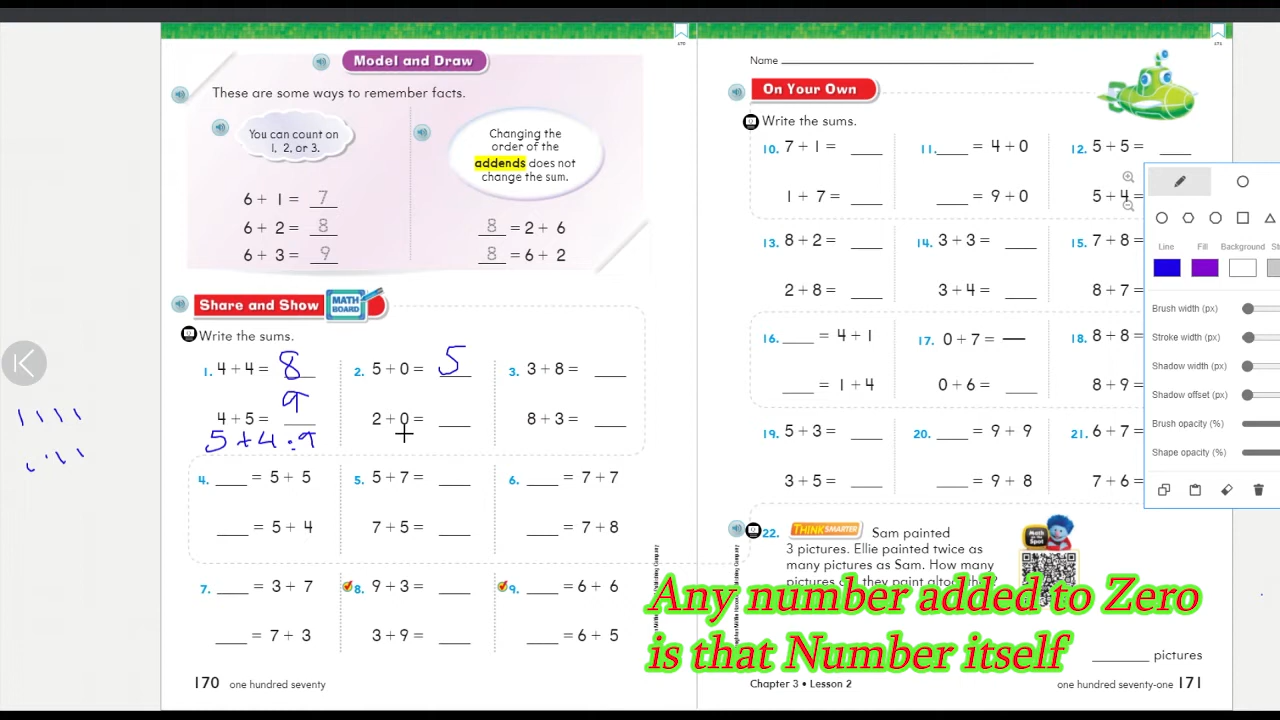 Model and Draw
These are some ways to remember facts.
You can count on
1, 2, or 3.
6 + 1 = 7
6 + 2 = 8
6 + 3 = 9
Changing the
order of the
addends does not
change the sum.
8 = 2 + 6
8 = 6 + 2
Share and Show MATH BOARD
Write the sums.
1. 4 + 4 = 8
4 + 5 = 9
5 + 4 = 9
2. 5 + 0 = 5
2 + 0 = ____
3. 3 + 8 = ____
8 + 3 = ____
4. ____ = 5 + 5
____ = 5 + 4
5. 5 + 7 = ____
7 + 5 = ____
6. ____ = 7 + 7
____ = 7 + 8
7. ____ = 3 + 7
____ = 7 + 3
8. 9 + 3 = ____
3 + 9 = ____
9. ____ = 6 + 6
____ = 6 + 5
170 one hundred seventy
Name ____
On Your Own
Write the sums.
10. 7 + 1 = ____
1 + 7 = ____
11. ____ = 4 + 0
____ = 9 + 0
12. 5 + 5 = ____
5 + 4 =
13. 8 + 2 = ____
2 + 8 = ____
14. 3 + 3 = ____
3 + 4 = ____
15. 7 + 8 =
8 + 7 =
16. ____ = 4 + 1
____ = 1 + 4
17. 0 + 7 = ____
0 + 6 = ____
18. 8 + 8 =
8 + 9 =
19. 5 + 3 = ____
3 + 5 = ____
20. ____ = 9 + 9
____ = 9 + 8
21. 6 + 7 =
7 + 6 =
22. THINK SMARTER Sam painted
3 pictures. Ellie painted twice as
many pictures as Sam. How many
pictures they paint
____ pictures
Math on the Spot
Chapter 3 • Lesson 2
one hundred seventy-one 171
Any number added to Zero
is that Number itself
Line Fill Background
Brush width (px)
Stroke width (px)
Shadow width (px)
Shadow offset (px)
Brush opacity (%)
Shape opacity (%)